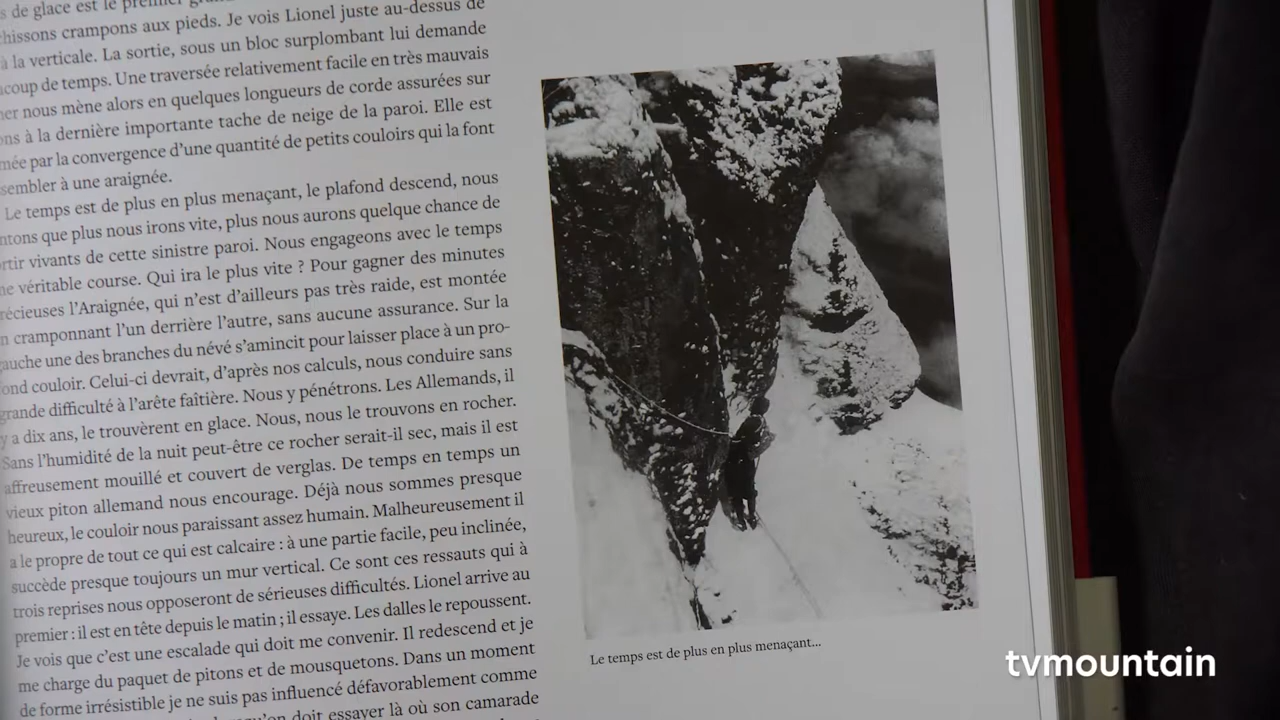 s de glace est le premier
chissons crampons aux pieds. Je vois Lionel juste au-dessus de
à la verticale. La sortie, sous un bloc surplombant lui demande
coup de temps. Une traversée relativement facile en très mauvais
her nous mène alors en quelques longueurs de corde assurées sur
ons à la dernière importante tache de neige de la paroi. Elle est
mée par la convergence d'une quantité de petits couloirs qui la font
sembler à une araignée.
Le temps est de plus en plus menaçant, le plafond descend, nous
ntons que plus nous irons vite, plus nous aurons quelque chance de
rtir vivants de cette sinistre paroi. Nous engageons avec le temps
ne véritable course. Qui ira le plus vite ? Pour gagner des minutes
récieuses l'Araignée, qui n'est d'ailleurs pas très raide, est montée
n cramponnant l'un derrière l'autre, sans aucune assurance. Sur la
gauche une des branches du névé s'amincit pour laisser place à un pro-
fond couloir. Celui-ci devrait, d'après nos calculs, nous conduire sans
grande difficulté à l'arête faîtière. Nous y pénétrons. Les Allemands, il
y a dix ans, le trouvèrent en glace. Nous, nous le trouvons en rocher.
Sans l'humidité de la nuit peut-être ce rocher serait-il sec, mais il est
affreusement mouillé et couvert de verglas. De temps en temps un
vieux piton allemand nous encourage. Déjà nous sommes presque
heureux, le couloir nous paraissant assez humain. Malheureusement il
a le propre de tout ce qui est calcaire : à une partie facile, peu inclinée,
succède presque toujours un mur vertical. Ce sont ces ressauts qui à
trois reprises nous opposeront de sérieuses difficultés. Lionel arrive au
premier : il est en tête depuis le matin ; il essaye. Les dalles le repoussent.
Je vois que c'est une escalade qui doit me convenir. Il redescend et je
me charge du paquet de pitons et de mousquetons. Dans un moment
de forme irrésistible je ne suis pas influencé défavorablement comme
qu'on doit essayer là où son camarade
Le temps est de plus en plus menaçant...
tvmountain